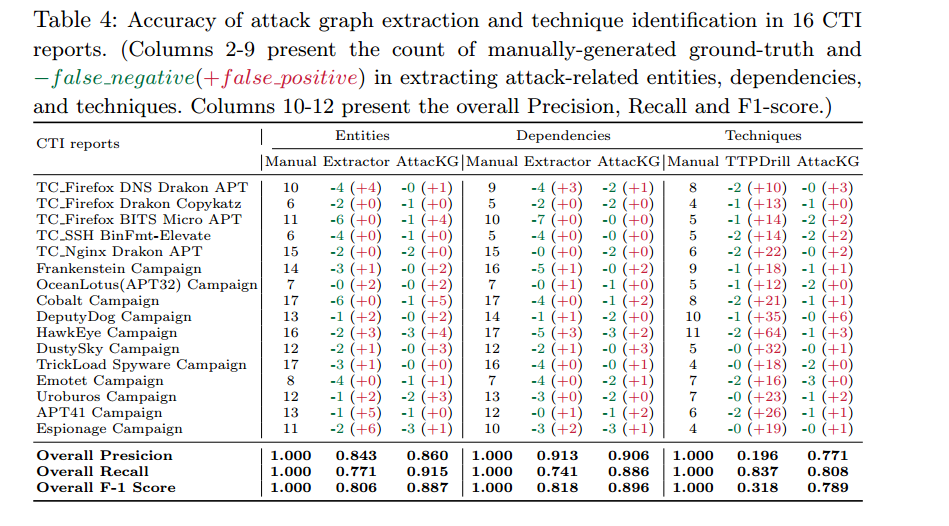 Table 4: Accuracy of attack graph extraction and technique identification in 16 CTI
reports. (Columns 2-9 present the count of manually-generated ground-truth and
−false_negative(+false_positive) in extracting attack-related entities, dependencies,
and techniques. Columns 10-12 present the overall Precision, Recall and F1-score.)
CTI reports | Entities | Dependencies | Techniques
Manual Extractor AttacKG | Manual Extractor AttacKG | Manual TTPDrill AttacKG
TC_Firefox DNS Drakon APT 10 -4 (+4) -0 (+1) 9 -4 (+3) -2 (+1) 8 -2 (+10) -0 (+3)
TC_Firefox Drakon Copykatz 6 -2 (+0) -1 (+0) 5 -2 (+0) -2 (+0) 4 -1 (+13) -1 (+0)
TC_Firefox BITS Micro APT 11 -6 (+0) -1 (+4) 10 -7 (+0) -0 (+0) 5 -1 (+14) -2 (+2)
TC_SSH BinFmt-Elevate 6 -4 (+0) -1 (+0) 5 -4 (+0) -0 (+0) 5 -2 (+14) -2 (+2)
TC_Nginx Drakon APT 15 -2 (+0) -2 (+0) 15 -0 (+0) -2 (+0) 6 -2 (+22) -0 (+2)
Frankenstein Campaign 14 -3 (+1) -0 (+2) 16 -5 (+1) -0 (+2) 9 -1 (+18) -1 (+1)
OceanLotus(APT32) Campaign 7 -0 (+2) -0 (+2) 7 -0 (+1) -1 (+0) 5 -1 (+12) -2 (+0)
Cobalt Campaign 17 -6 (+0) -1 (+5) 17 -4 (+0) -1 (+2) 8 -2 (+21) -1 (+1)
DeputyDog Campaign 13 -1 (+2) -0 (+2) 14 -1 (+1) -2 (+0) 10 -1 (+35) -0 (+6)
HawkEye Campaign 16 -2 (+3) -3 (+4) 17 -5 (+3) -3 (+2) 11 -2 (+64) -1 (+3)
DustySky Campaign 12 -2 (+1) -0 (+3) 12 -2 (+1) -0 (+3) 5 -0 (+32) -0 (+1)
TrickLoad Spyware Campaign 17 -3 (+1) -0 (+0) 16 -4 (+0) -0 (+1) 4 -0 (+18) -2 (+0)
Emotet Campaign 8 -4 (+0) -1 (+1) 7 -4 (+0) -2 (+1) 7 -2 (+16) -3 (+0)
Uroburos Campaign 12 -1 (+2) -2 (+3) 13 -3 (+0) -2 (+0) 7 -0 (+23) -1 (+2)
APT41 Campaign 13 -1 (+5) -1 (+0) 12 -0 (+1) -1 (+2) 6 -2 (+26) -1 (+1)
Espionage Campaign 11 -2 (+6) -3 (+1) 10 -3 (+2) -3 (+1) 4 -0 (+19) -0 (+1)
Overall Presicion 1.000 0.843 0.860 1.000 0.913 0.906 1.000 0.196 0.771
Overall Recall 1.000 0.771 0.915 1.000 0.741 0.886 1.000 0.837 0.808
Overall F-1 Score 1.000 0.806 0.887 1.000 0.818 0.896 1.000 0.318 0.789